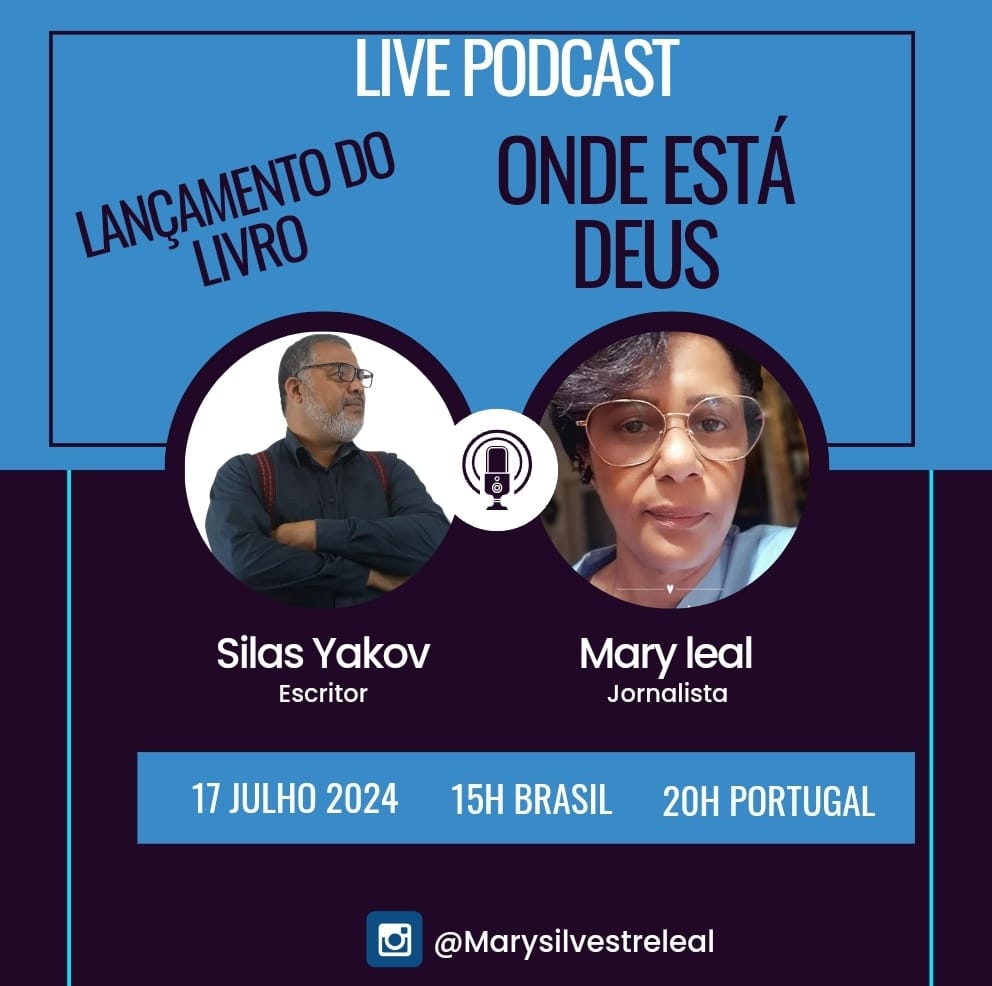 LIVE PODCAST
LANÇAMENTO DO
LIVRO
ONDE ESTÁ
DEUS
Silas Yakov
Escritor
Mary leal
Jornalista
17 JULHO 2024
15H BRASIL
20H PORTUGAL
@Marysilvestreleal